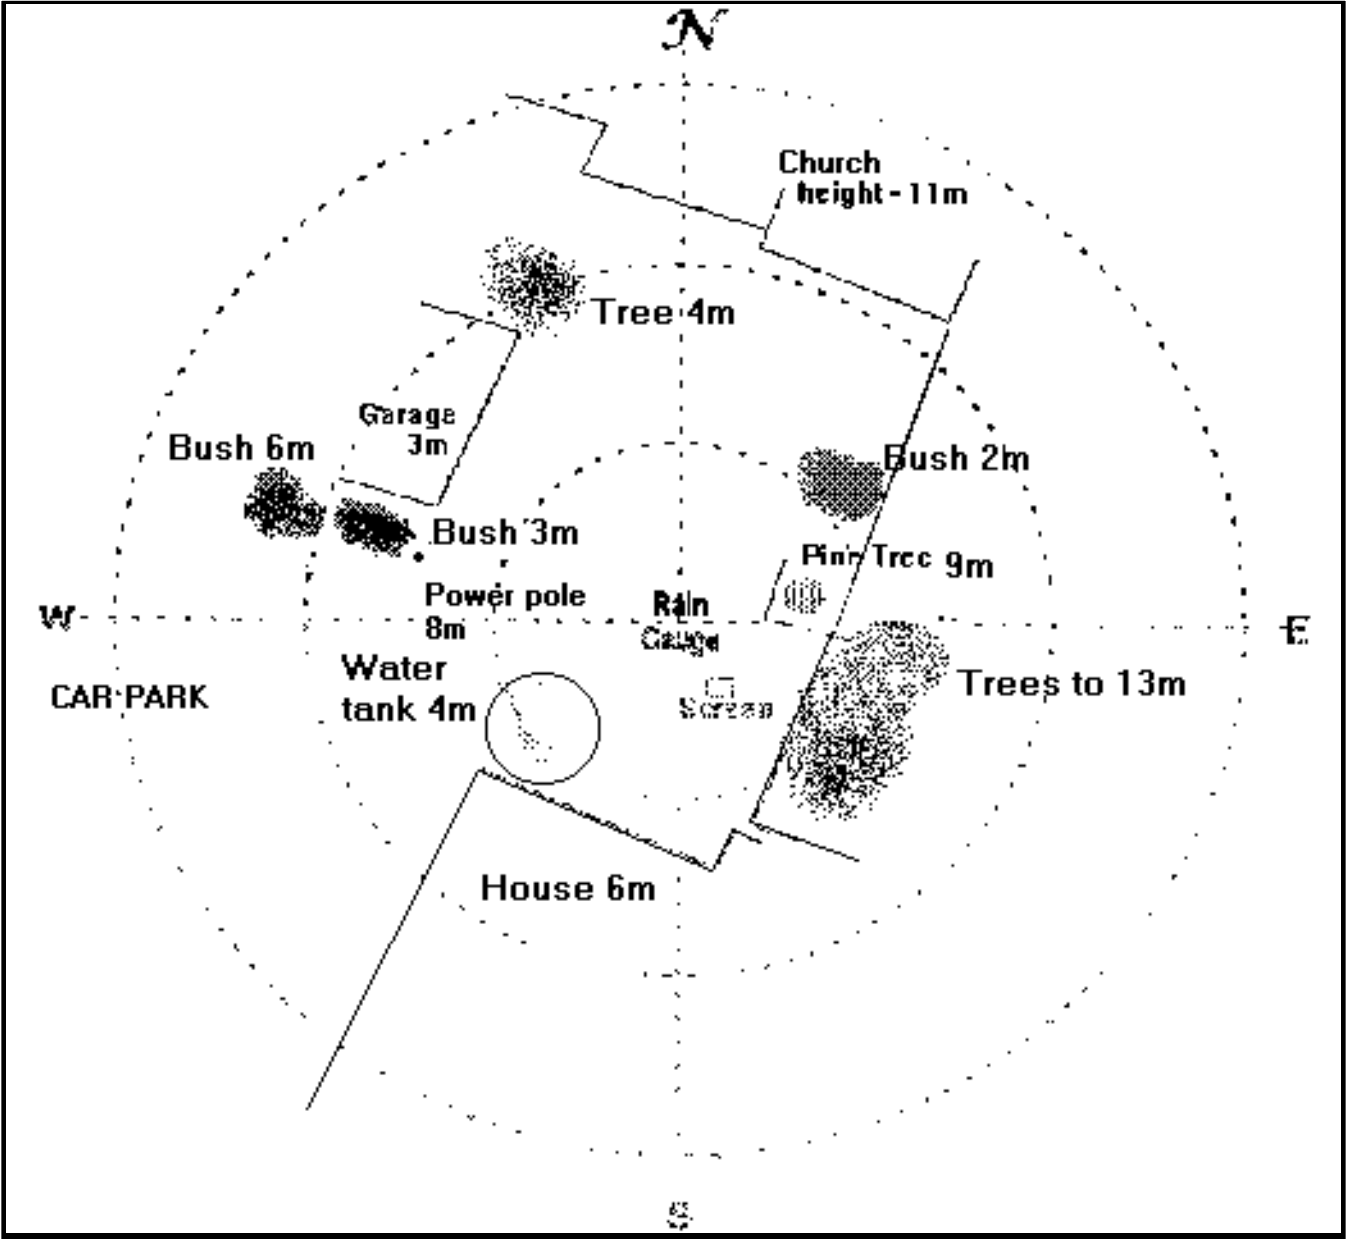 N
Church
height - 11m
Tree 4m
Garage
3m
Bush 6m
Bush 2m
Bush 3m
Pine Tree 9m
Power pole
8m
Rain
Gauge
W
E
Water
tank 4m
CAR PARK
Screen
Trees to 13m
House 6m
S